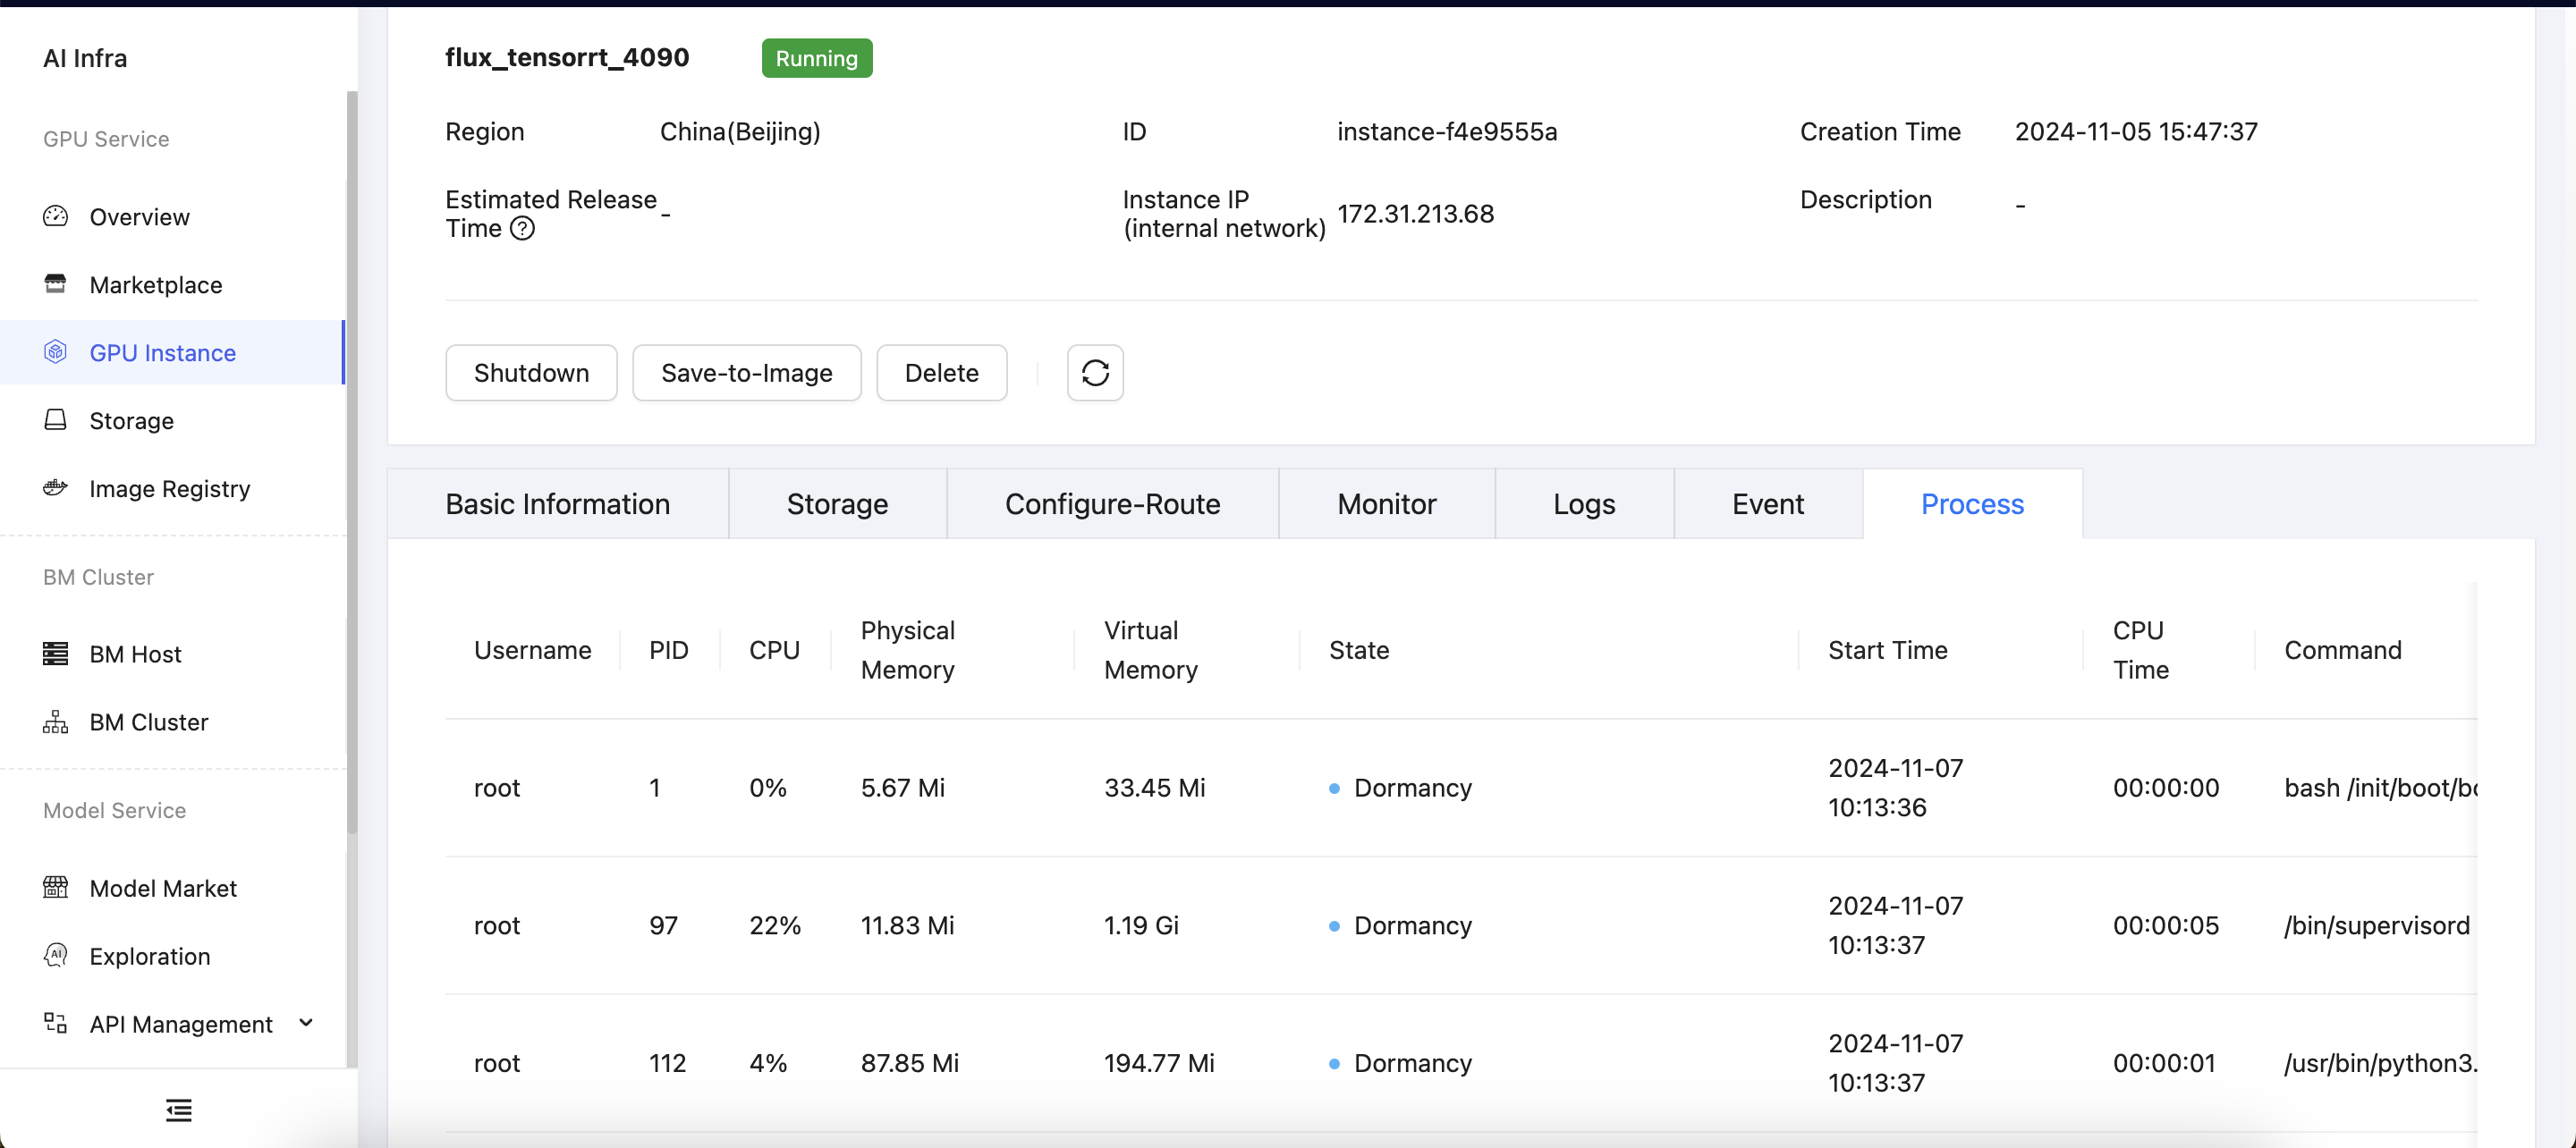 AI Infra
GPU Service
Overview
Marketplace
GPU Instance
Storage
Image Registry
BM Cluster
BM Host
BM Cluster
Model Service
Model Market
Exploration
API Management
flux_tensorrt_4090 Running
Region China(Beijing) ID instance-f4e9555a Creation Time 2024-11-05 15:47:37
Estimated Release Time ? - Instance IP (internal network) 172.31.213.68 Description -
Shutdown Save-to-Image Delete
Basic Information Storage Configure-Route Monitor Logs Event Process
Username PID CPU Physical Memory Virtual Memory State Start Time CPU Time Command
root 1 0% 5.67 Mi 33.45 Mi Dormancy 2024-11-07 10:13:36 00:00:00 bash /init/boot/
root 97 22% 11.83 Mi 1.19 Gi Dormancy 2024-11-07 10:13:37 00:00:05 /bin/supervisord
root 112 4% 87.85 Mi 194.77 Mi Dormancy 2024-11-07 10:13:37 00:00:01 /usr/bin/python3.